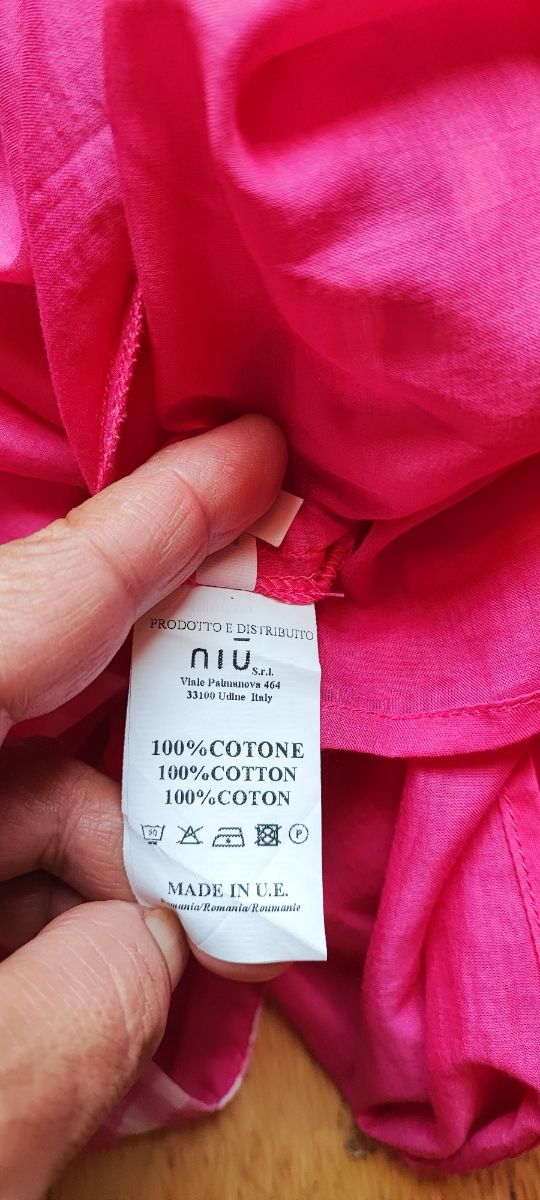 PRODOTTO E DISTRIBUITO
niū S.r.l.
Viale Palmanova 464
33100 Udine Italy
100%COTONE
100%COTTON
100%COTON
30 P
MADE IN U.E.
Romania/Romania/Roumanie